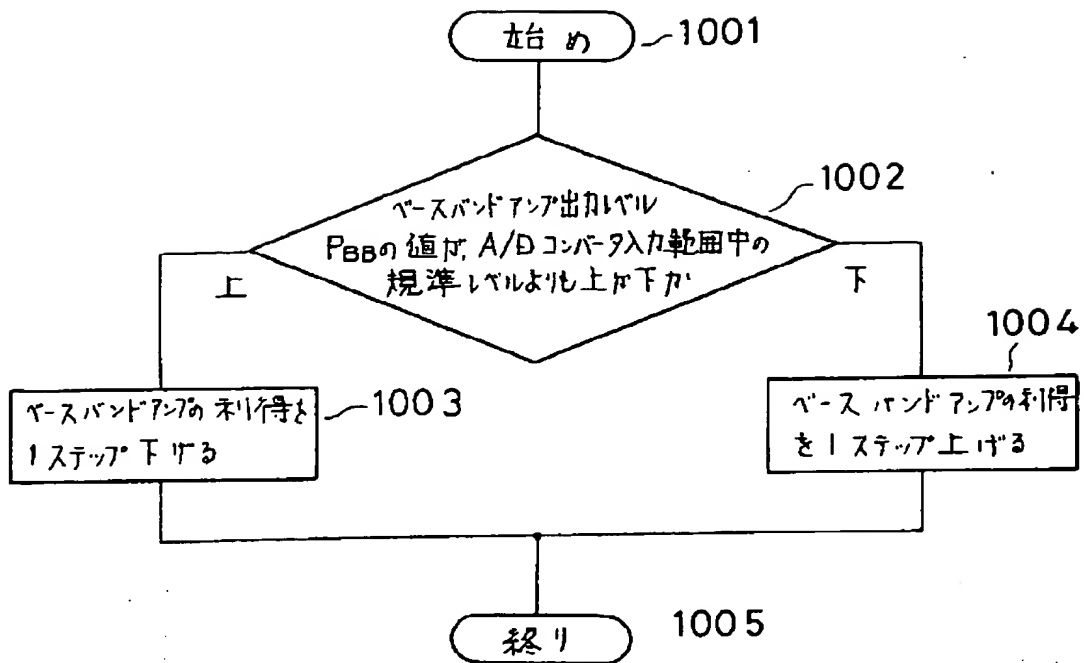 始め
1001
ベースバンドアンプ出力レベル
PBBの値が、A/Dコンバータ入力範囲中の
規準レベルよりも上か下か
1002
上
下
ベースバンドアンプの利得を
1ステップ下げる
1003
1004
ベースバンドアンプの利得
を1ステップ上げる
終り
1005